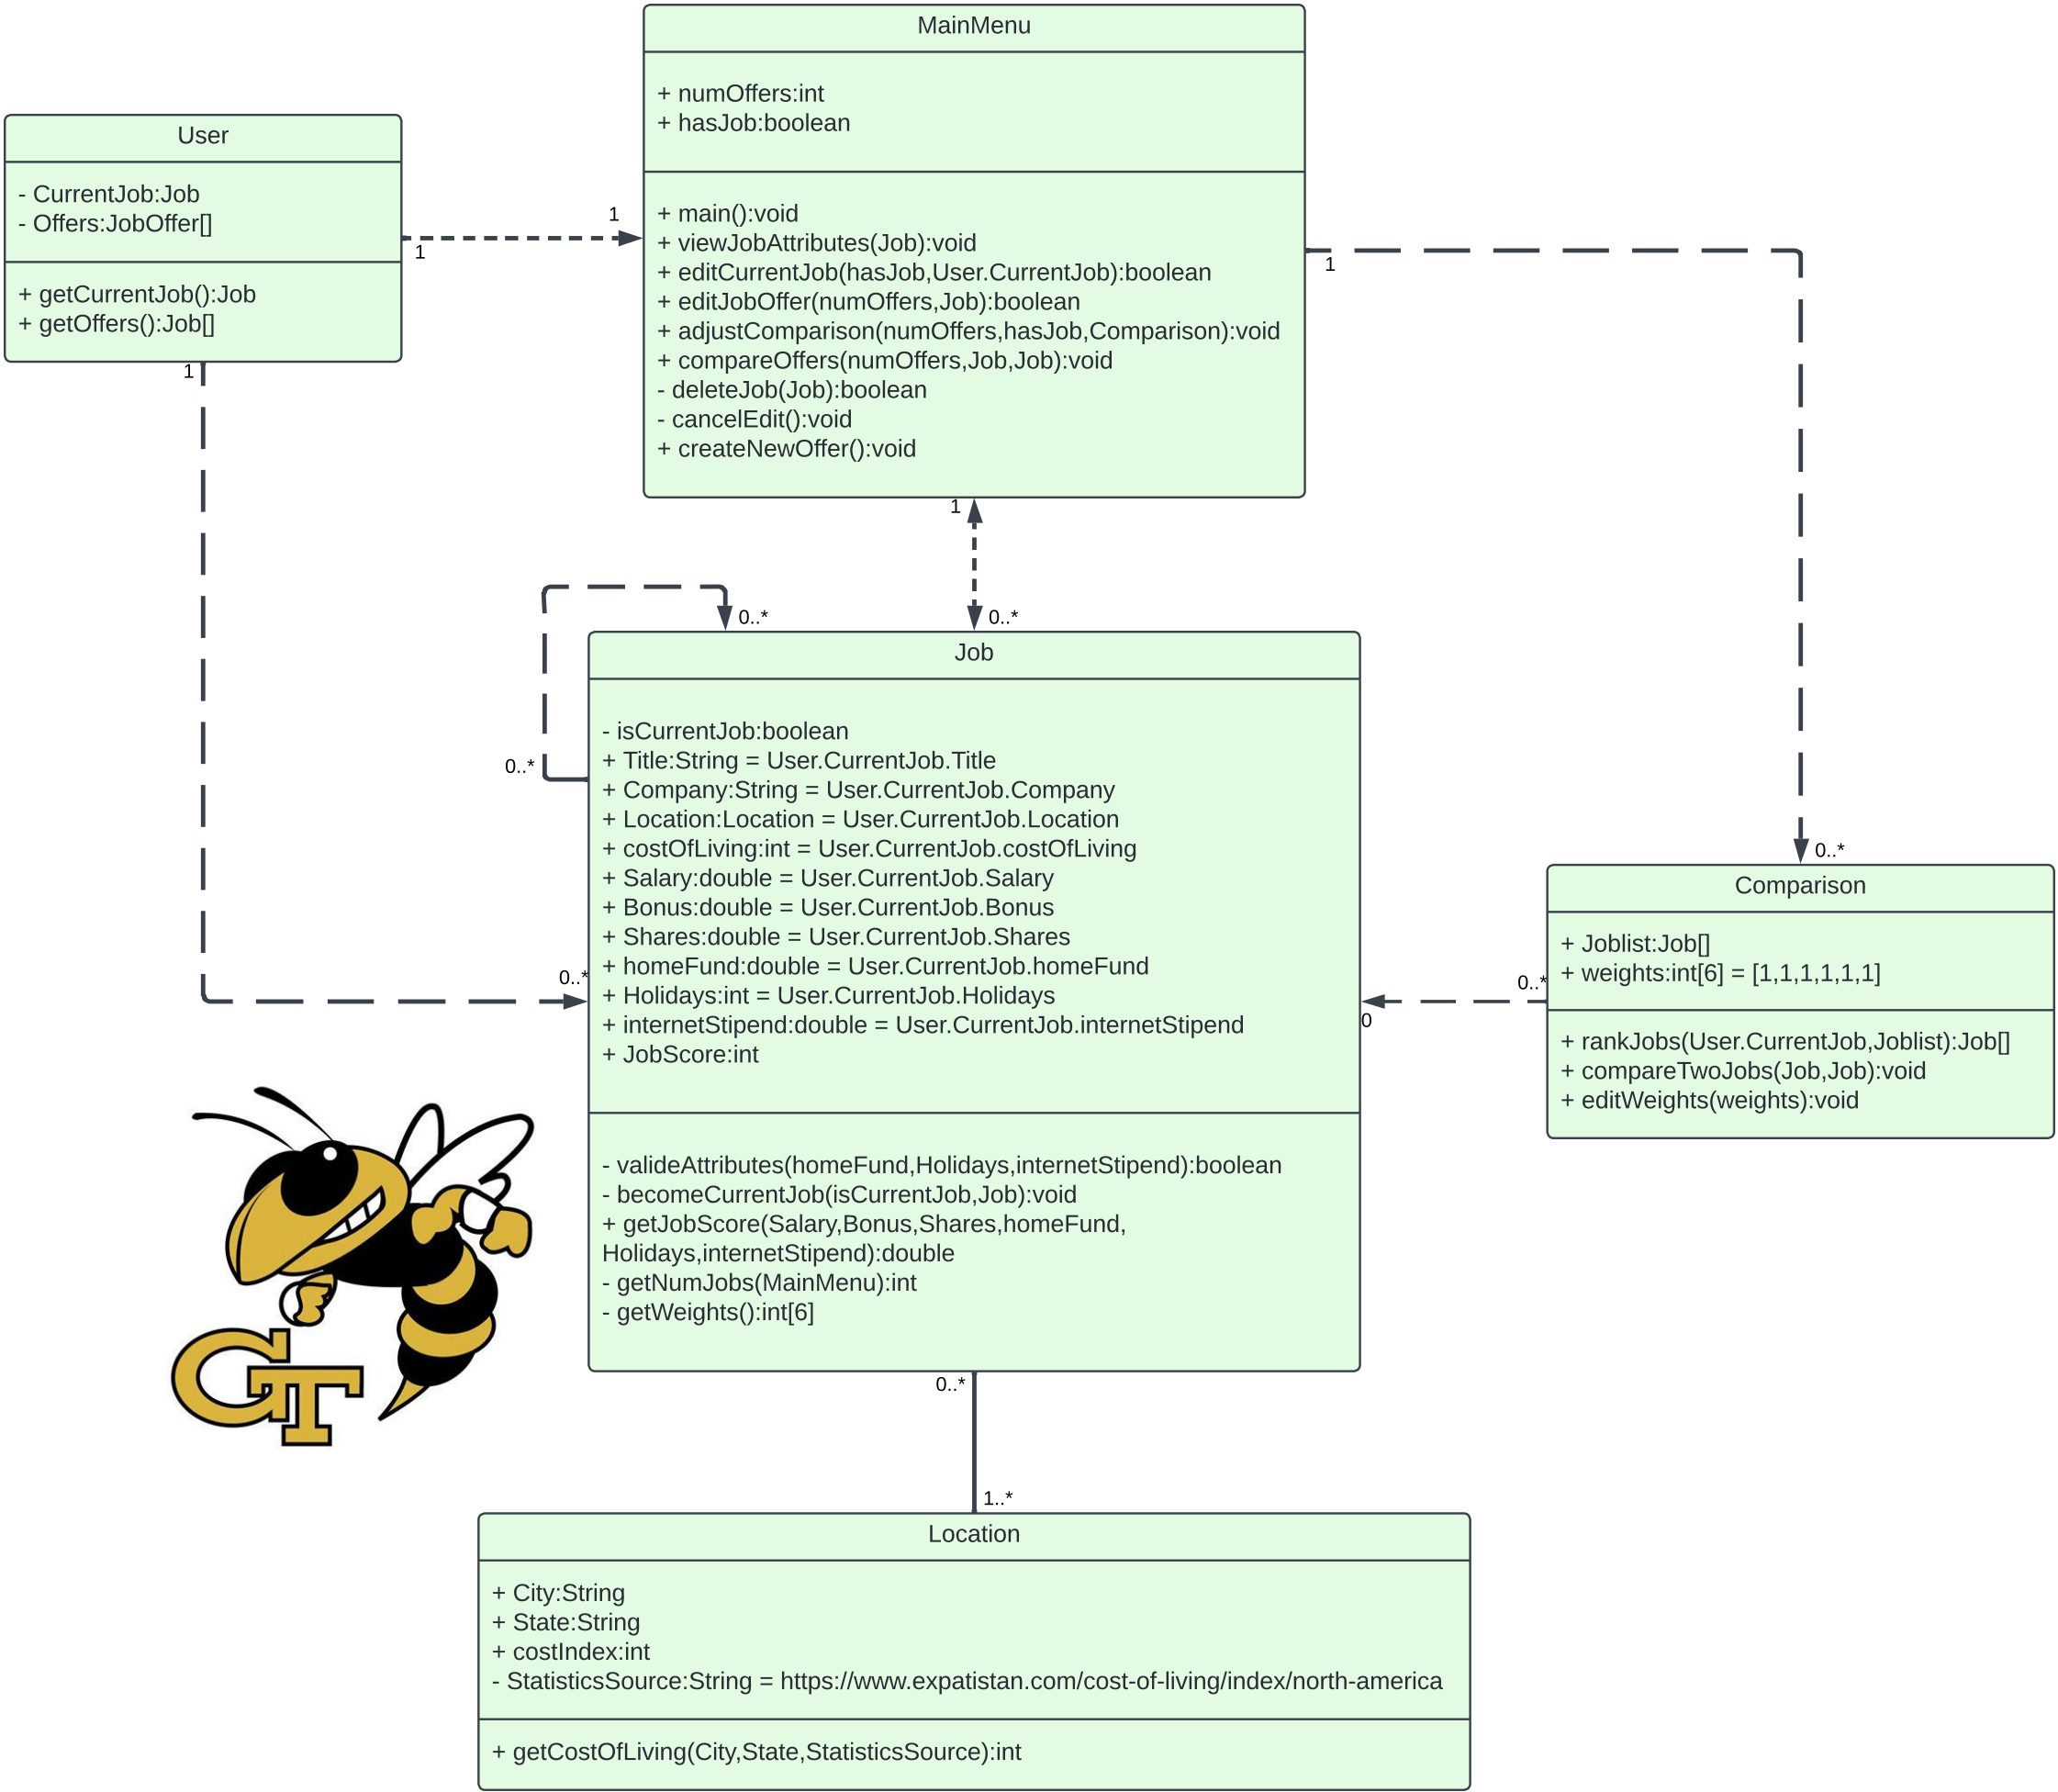 MainMenu
+ numOffers:int
+ hasJob:boolean
+ main():void
+ viewJobAttributes(Job):void
+ editCurrentJob(hasJob,User.CurrentJob):boolean
+ editJobOffer(numOffers,Job):boolean
+ adjustComparison(numOffers,hasJob,Comparison):void
+ compareOffers(numOffers,Job,Job):void
- deleteJob(Job):boolean
- cancelEdit():void
+ createNewOffer():void
User
- CurrentJob:Job
- Offers:JobOffer[]
+ getCurrentJob():Job
+ getOffers():Job[]
1
1
1
1
1
0..*
0..*
0..*
0..*
Job
- isCurrentJob:boolean
+ Title:String = User.CurrentJob.Title
+ Company:String = User.CurrentJob.Company
+ Location:Location = User.CurrentJob.Location
+ costOfLiving:int = User.CurrentJob.costOfLiving
+ Salary:double = User.CurrentJob.Salary
+ Bonus:double = User.CurrentJob.Bonus
+ Shares:double = User.CurrentJob.Shares
+ homeFund:double = User.CurrentJob.homeFund
+ Holidays:int = User.CurrentJob.Holidays
+ internetStipend:double = User.CurrentJob.internetStipend
+ JobScore:int
- valideAttributes(homeFund,Holidays,internetStipend):boolean
- becomeCurrentJob(isCurrentJob,Job):void
+ getJobScore(Salary,Bonus,Shares,homeFund,
Holidays,internetStipend):double
- getNumJobs(MainMenu):int
- getWeights():int[6]
0..*
Comparison
+ Joblist:Job[]
+ weights:int[6] = [1,1,1,1,1,1]
+ rankJobs(User.CurrentJob,Joblist):Job[]
+ compareTwoJobs(Job,Job):void
+ editWeights(weights):void
0..*
0
GT
0..*
1..*
Location
+ City:String
+ State:String
+ costIndex:int
- StatisticsSource:String = https://www.expatistan.com/cost-of-living/index/north-america
+ getCostOfLiving(City,State,StatisticsSource):int